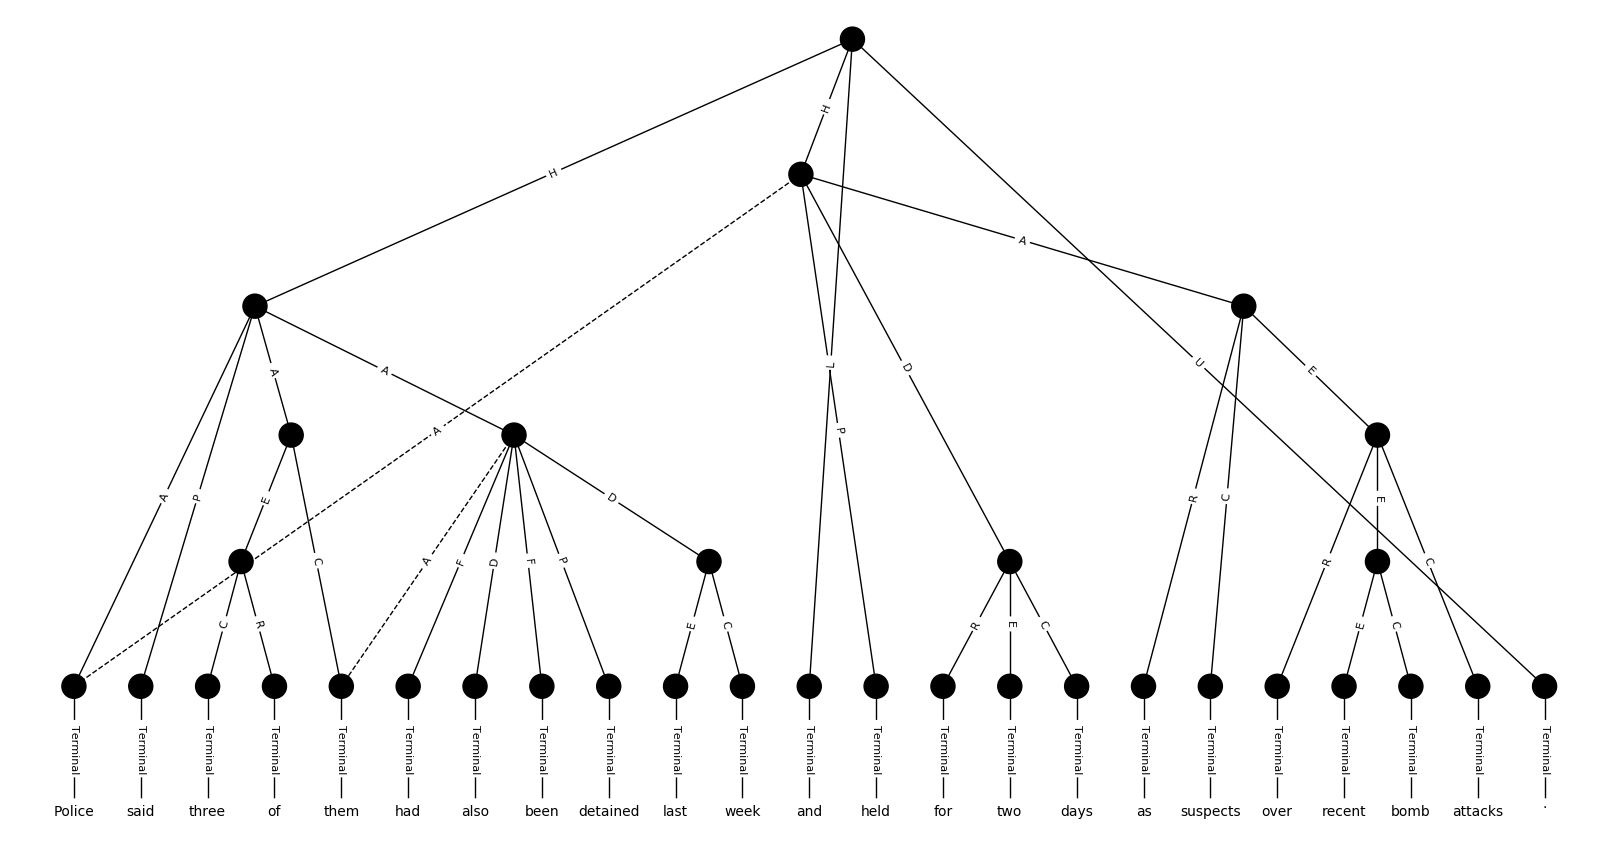 H
H
A
A
A
A
L
D
U
E
P
A
P
E
D
R
C
E
A
F
D
F
P
C
R
C
C
R
E
C
R
E
C
E
C
Terminal Terminal Terminal Terminal Terminal Terminal Terminal Terminal Terminal Terminal Terminal Terminal Terminal Terminal Terminal Terminal Terminal Terminal Terminal Terminal Terminal Terminal Terminal
Police said three of them had also been detained last week and held for two days as suspects over recent bomb attacks .